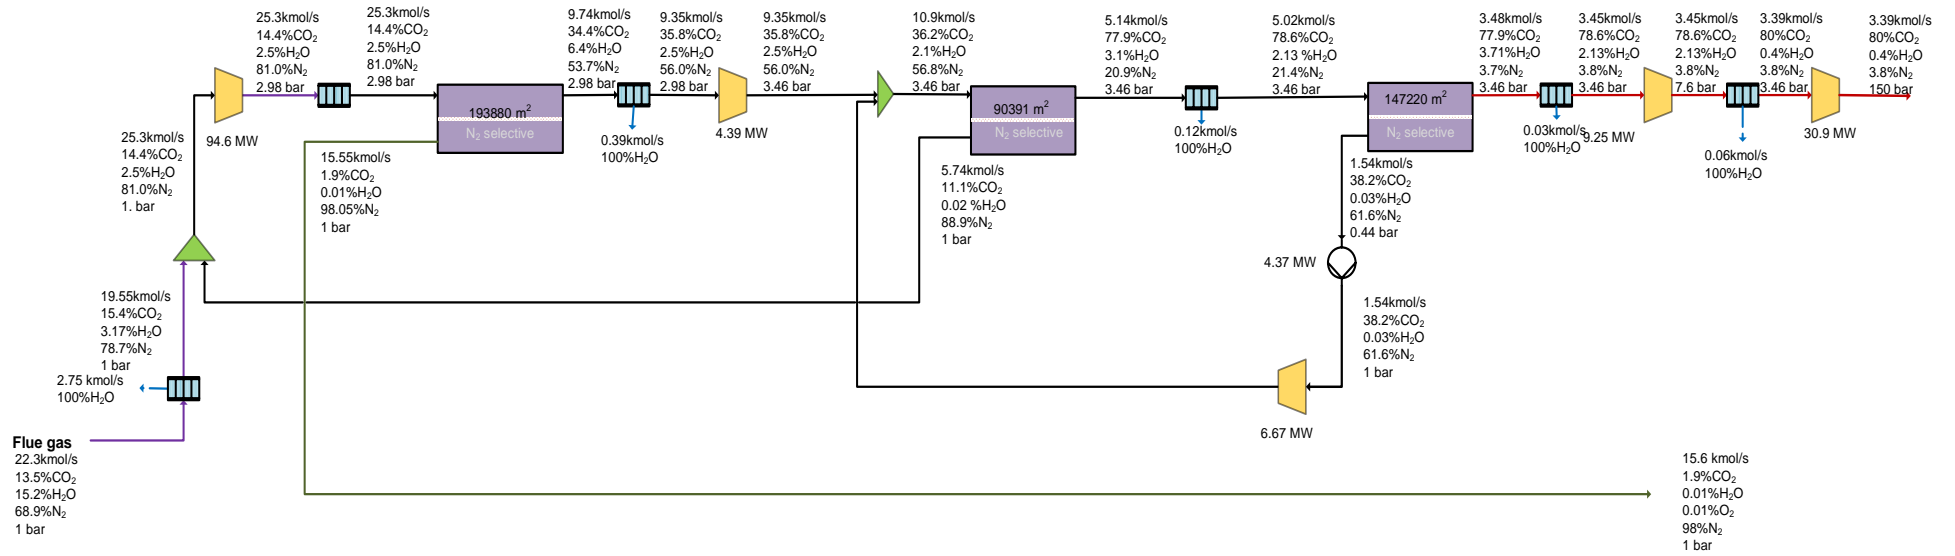 25.3kmol/s
14.4%CO₂
2.5%H₂O
81.0%N₂
2.98 bar
25.3kmol/s
14.4%CO₂
2.5%H₂O
81.0%N₂
2.98 bar
9.74kmol/s
34.4%CO₂
6.4%H₂O
53.7%N₂
2.98 bar
9.35kmol/s
35.8%CO₂
2.5%H₂O
56.0%N₂
2.98 bar
9.35kmol/s
35.8%CO₂
2.5%H₂O
56.0%N₂
3.46 bar
10.9kmol/s
36.2%CO₂
2.1%H₂O
56.8%N₂
3.46 bar
5.14kmol/s
77.9%CO₂
3.1%H₂O
20.9%N₂
3.46 bar
5.02kmol/s
78.6%CO₂
2.13 %H₂O
21.4%N₂
3.46 bar
3.48kmol/s
77.9%CO₂
3.71%H₂O
3.7%N₂
3.46 bar
3.45kmol/s
78.6%CO₂
2.13%H₂O
3.8%N₂
3.46 bar
3.45kmol/s
78.6%CO₂
2.13%H₂O
3.8%N₂
7.6 bar
3.39kmol/s
80%CO₂
0.4%H₂O
3.8%N₂
3.46 bar
3.39kmol/s
80%CO₂
0.4%H₂O
3.8%N₂
150 bar
94.6 MW
193880 m²
N₂ selective
0.39kmol/s
100%H₂O
4.39 MW
90391 m²
0.12kmol/s
100%H₂O
147220 m²
N₂ selective
0.03kmol/s
100%H₂O
9.25 MW
0.06kmol/s
100%H₂O
30.9 MW
25.3kmol/s
14.4%CO₂
2.5%H₂O
81.0%N₂
1. bar
15.55kmol/s
1.9%CO₂
0.01%H₂O
98.05%N₂
1 bar
5.74kmol/s
11.1%CO₂
0.02 %H₂O
88.9%N₂
1 bar
1.54kmol/s
38.2%CO₂
0.03%H₂O
61.6%N₂
0.44 bar
4.37 MW
1.54kmol/s
38.2%CO₂
0.03%H₂O
61.6%N₂
1 bar
6.67 MW
19.55kmol/s
15.4%CO₂
3.17%H₂O
78.7%N₂
1 bar
2.75 kmol/s
100%H₂O
Flue gas
22.3kmol/s
13.5%CO₂
15.2%H₂O
68.9%N₂
1 bar
15.6 kmol/s
1.9%CO₂
0.01%H₂O
0.01%O₂
98%N₂
1 bar